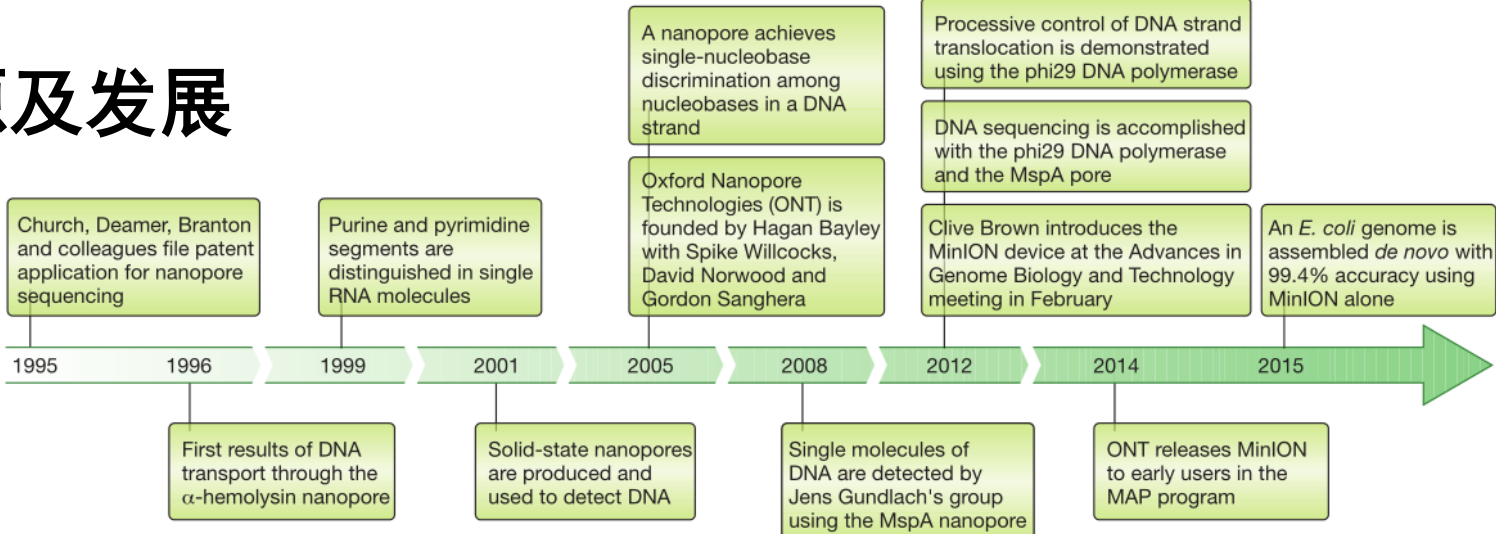 源及发展
A nanopore achieves
single-nucleobase
discrimination among
nucleobases in a DNA
strand
Processive control of DNA strand
translocation is demonstrated
using the phi29 DNA polymerase
DNA sequencing is accomplished
with the phi29 DNA polymerase
and the MspA pore
Church, Deamer, Branton
and colleagues file patent
application for nanopore
sequencing
Purine and pyrimidine
segments are
distinguished in single
RNA molecules
Oxford Nanopore
Technologies (ONT) is
founded by Hagan Bayley
with Spike Willcocks,
David Norwood and
Gordon Sanghera
Clive Brown introduces the
MinION device at the Advances in
Genome Biology and Technology
meeting in February
An E. coli genome is
assembled de novo with
99.4% accuracy using
MinION alone
1995 1996 1999 2001 2005 2008 2012 2014 2015
First results of DNA
transport through the
α-hemolysin nanopore
Solid-state nanopores
are produced and
used to detect DNA
Single molecules of
DNA are detected by
Jens Gundlach's group
using the MspA nanopore
ONT releases MinION
to early users in the
MAP program